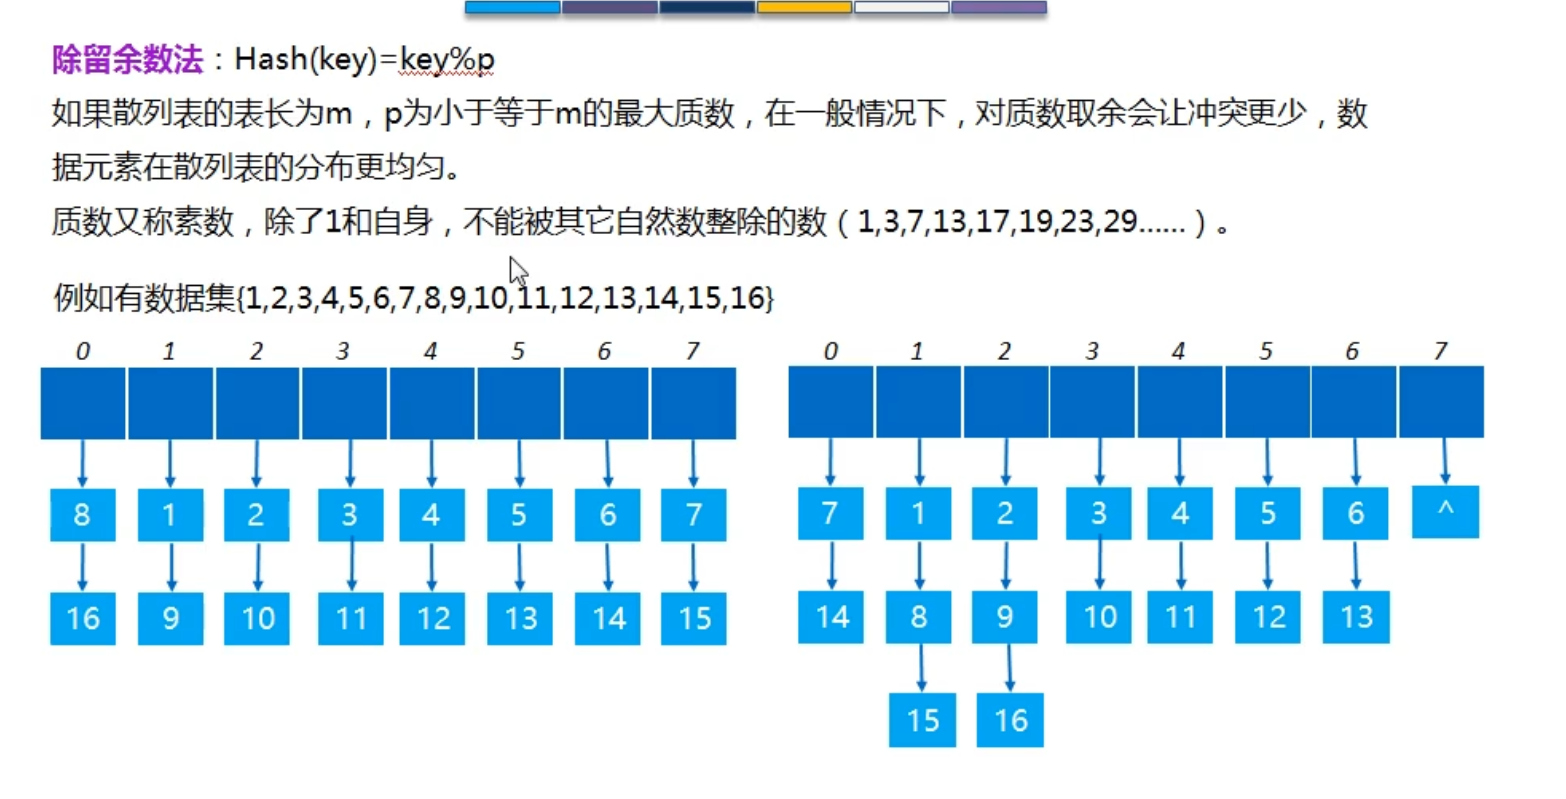 除留余数法：Hash(key)=key%p
如果散列表的表长为m，p为小于等于m的最大质数，在一般情况下，对质数取余会让冲突更少，数
据元素在散列表的分布更均匀。
质数又称素数，除了1和自身，不能被其它自然数整除的数（1,3,7,13,17,19,23,29……）。
例如有数据集{1,2,3,4,5,6,7,8,9,10,11,12,13,14,15,16}
0 1 2 3 4 5 6 7
8 1 2 3 4 5 6 7
16 9 10 11 12 13 14 15
0 1 2 3 4 5 6 7
7 1 2 3 4 5 6 ^
14 8 9 10 11 12 13
15 16